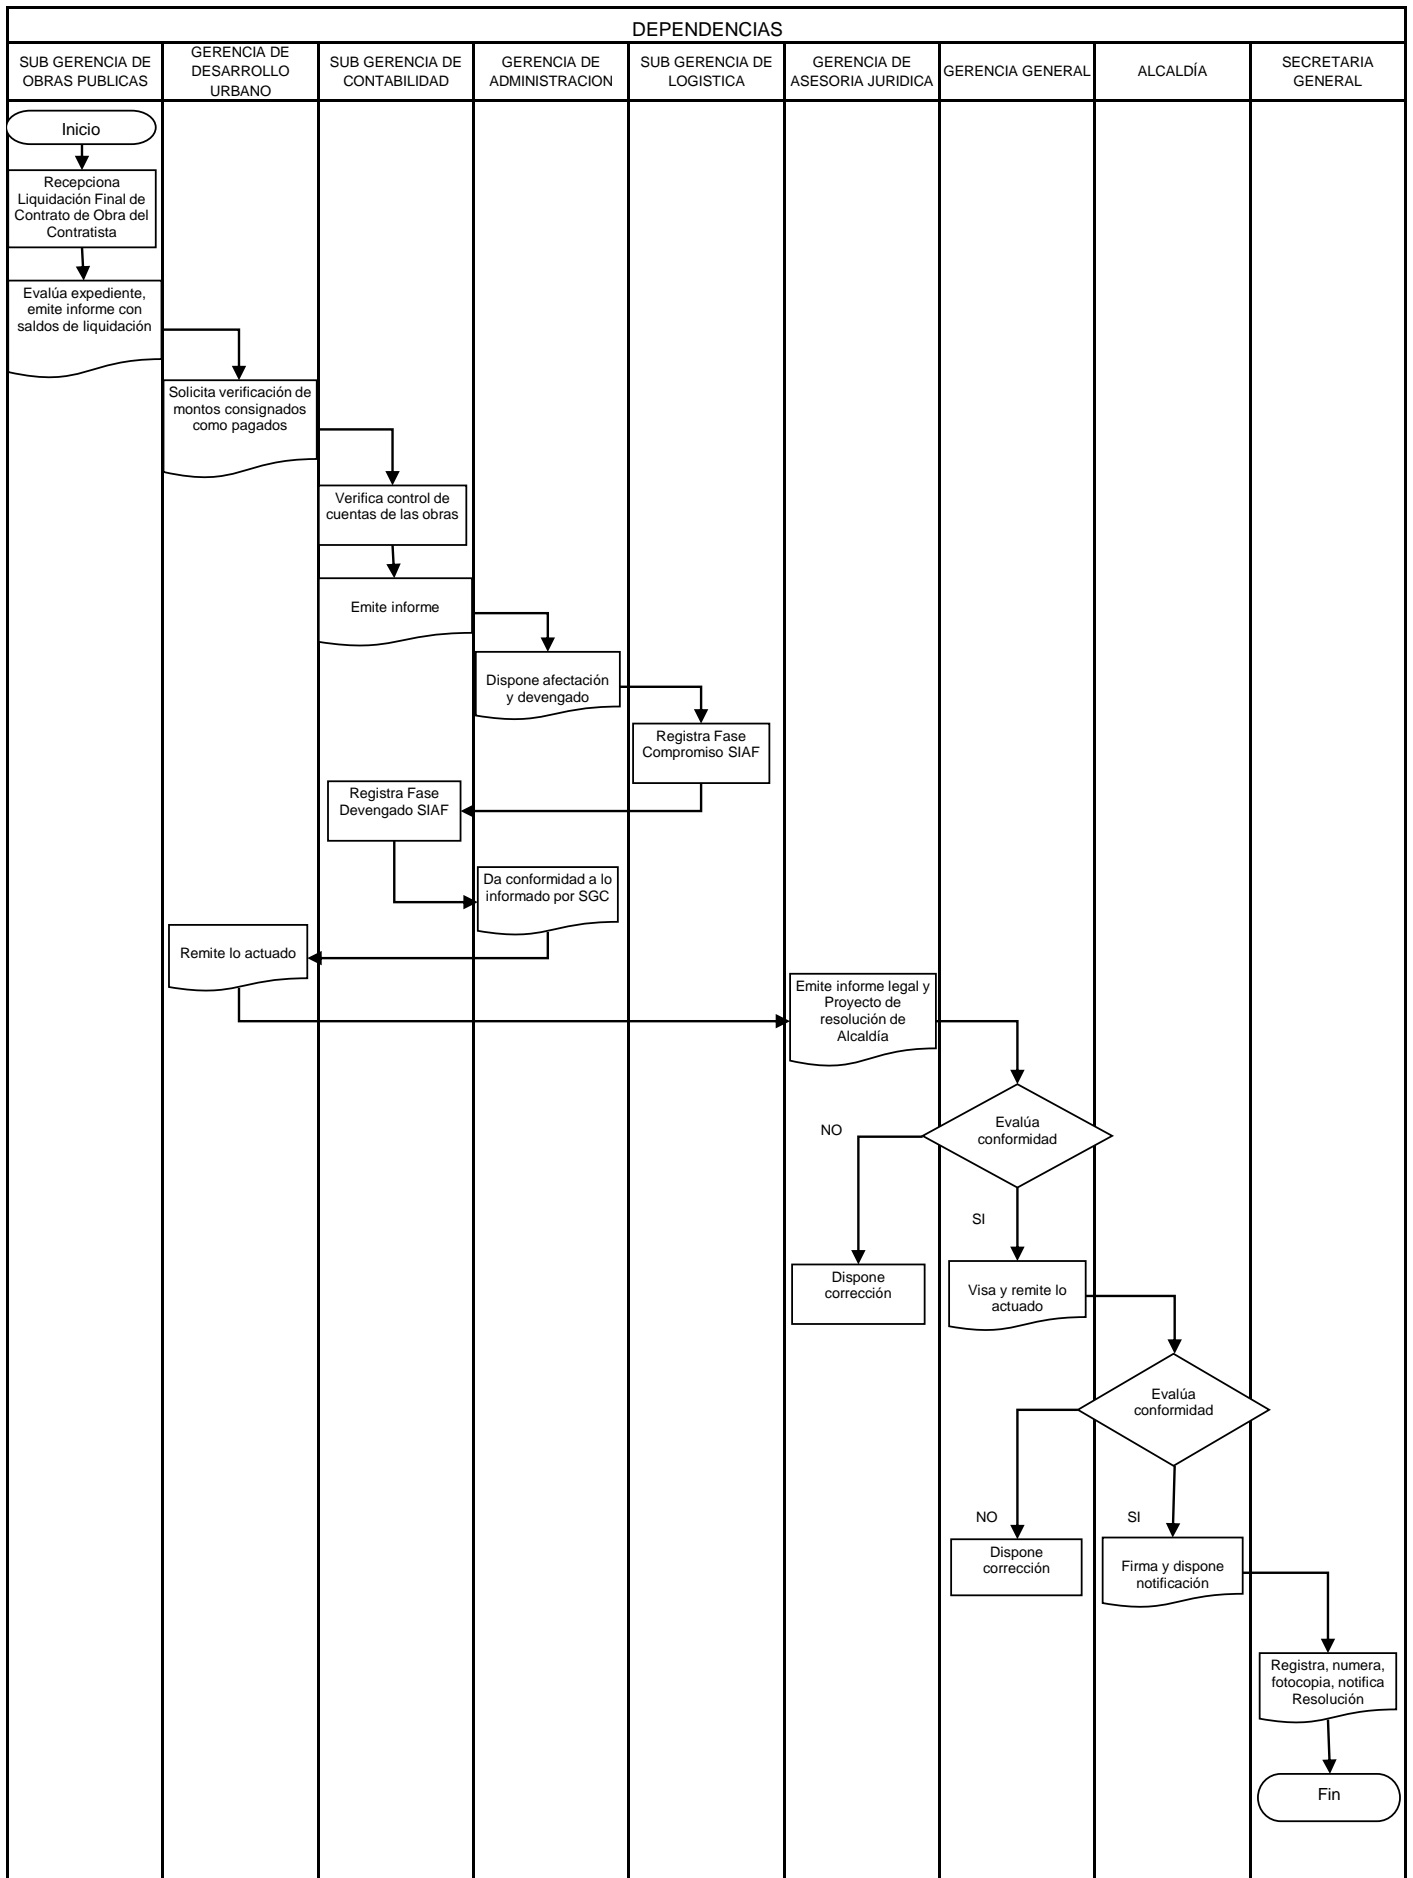 DEPENDENCIAS
SUB GERENCIA DE
OBRAS PUBLICAS
GERENCIA DE
DESARROLLO
URBANO
SUB GERENCIA DE
CONTABILIDAD
GERENCIA DE
ADMINISTRACION
SUB GERENCIA DE
LOGISTICA
GERENCIA DE
ASESORIA JURIDICA
GERENCIA GENERAL
ALCALDÍA
SECRETARIA
GENERAL
Inicio
Recepciona
Liquidación Final de
Contrato de Obra del
Contratista
Evalúa expediente,
emite informe con
saldos de liquidación
Solicita verificación de
montos consignados
como pagados
Verifica control de
cuentas de las obras
Emite informe
Dispone afectación
y devengado
Registra Fase
Compromiso SIAF
Registra Fase
Devengado SIAF
Da conformidad a lo
informado por SGC
Remite lo actuado
Emite informe legal y
Proyecto de
resolución de
Alcaldía
Evalúa
conformidad
NO
SI
Dispone
corrección
Visa y remite lo
actuado
Evalúa
conformidad
NO
SI
Dispone
corrección
Firma y dispone
notificación
Registra, numera,
fotocopia, notifica
Resolución
Fin